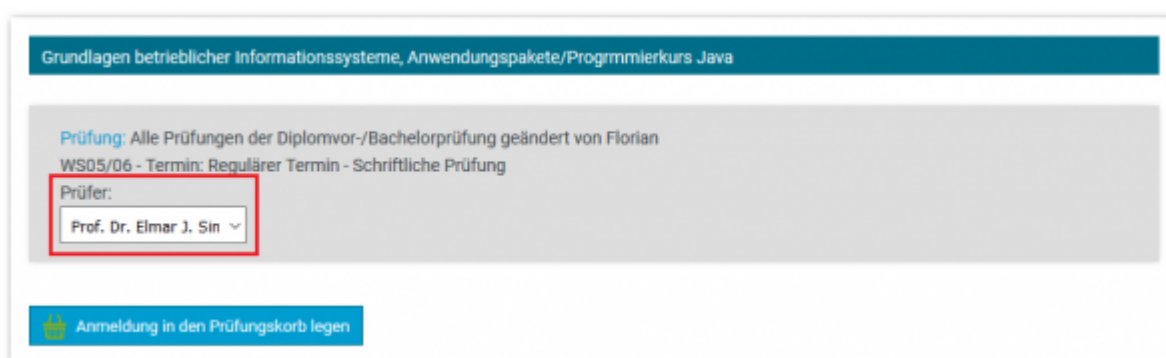 Grundlagen betrieblicher Informationssysteme, Anwendungspakete/Progrmmierkurs Java
Prüfung: Alle Prüfungen der Diplomvor-/Bachelorprüfung geändert von Florian
WS05/06 - Termin: Regulärer Termin - Schriftliche Prüfung
Prüfer:
Prof. Dr. Elmar J. Sin
Anmeldung in den Prüfungskorb legen